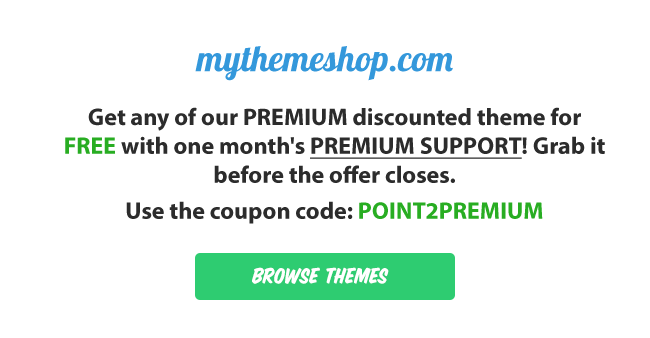 mythemeshop.com
Get any of our PREMIUM discounted theme for
FREE with one month's PREMIUM SUPPORT! Grab it
before the offer closes.
Use the coupon code: POINT2PREMIUM
BROWSE THEMES